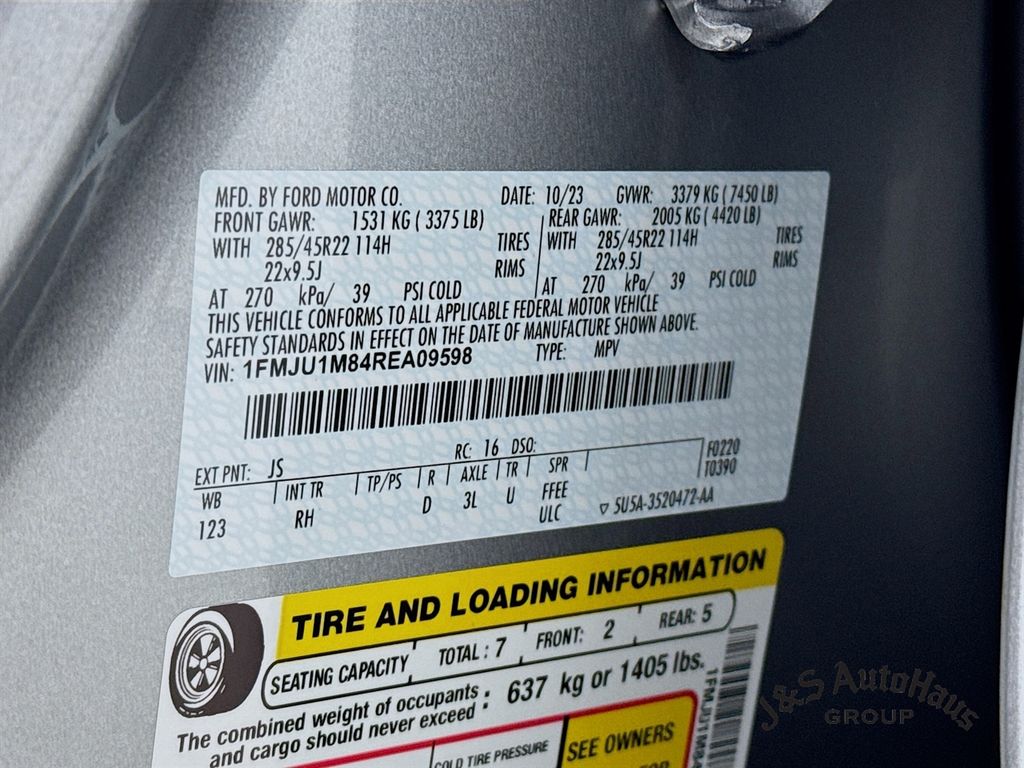 MFD. BY FORD MOTOR CO. DATE: 10/23 GVWR: 3379 KG ( 7450 LB)
FRONT GAWR: 1531 KG ( 3375 LB) REAR GAWR: 2005 KG ( 4420 LB)
WITH 285/45R22 114H TIRES WITH 285/45R22 114H TIRES
22x9.5J RIMS 22x9.5J RIMS
AT 270 kPa/ 39 PSI COLD AT 270 kPa/ 39 PSI COLD
THIS VEHICLE CONFORMS TO ALL APPLICABLE FEDERAL MOTOR VEHICLE
SAFETY STANDARDS IN EFFECT ON THE DATE OF MANUFACTURE SHOWN ABOVE.
VIN: 1FMJU1M84REA09598 TYPE: MPV
EXT PNT: JS RC: 16 DSO: F0220
WB INT TR TP/PS R AXLE TR SPR T0390
123 RH D 3L U FFEE
ULC ▽ 5U5A-3520472-AA
TIRE AND LOADING INFORMATION
SEATING CAPACITY TOTAL : 7 FRONT: 2 REAR: 5
The combined weight of occupants
and cargo should never exceed : 637 kg or 1405 lbs.
COLD TIRE PRESSURE SEE OWNERS
J&S AutoHaus
GROUP